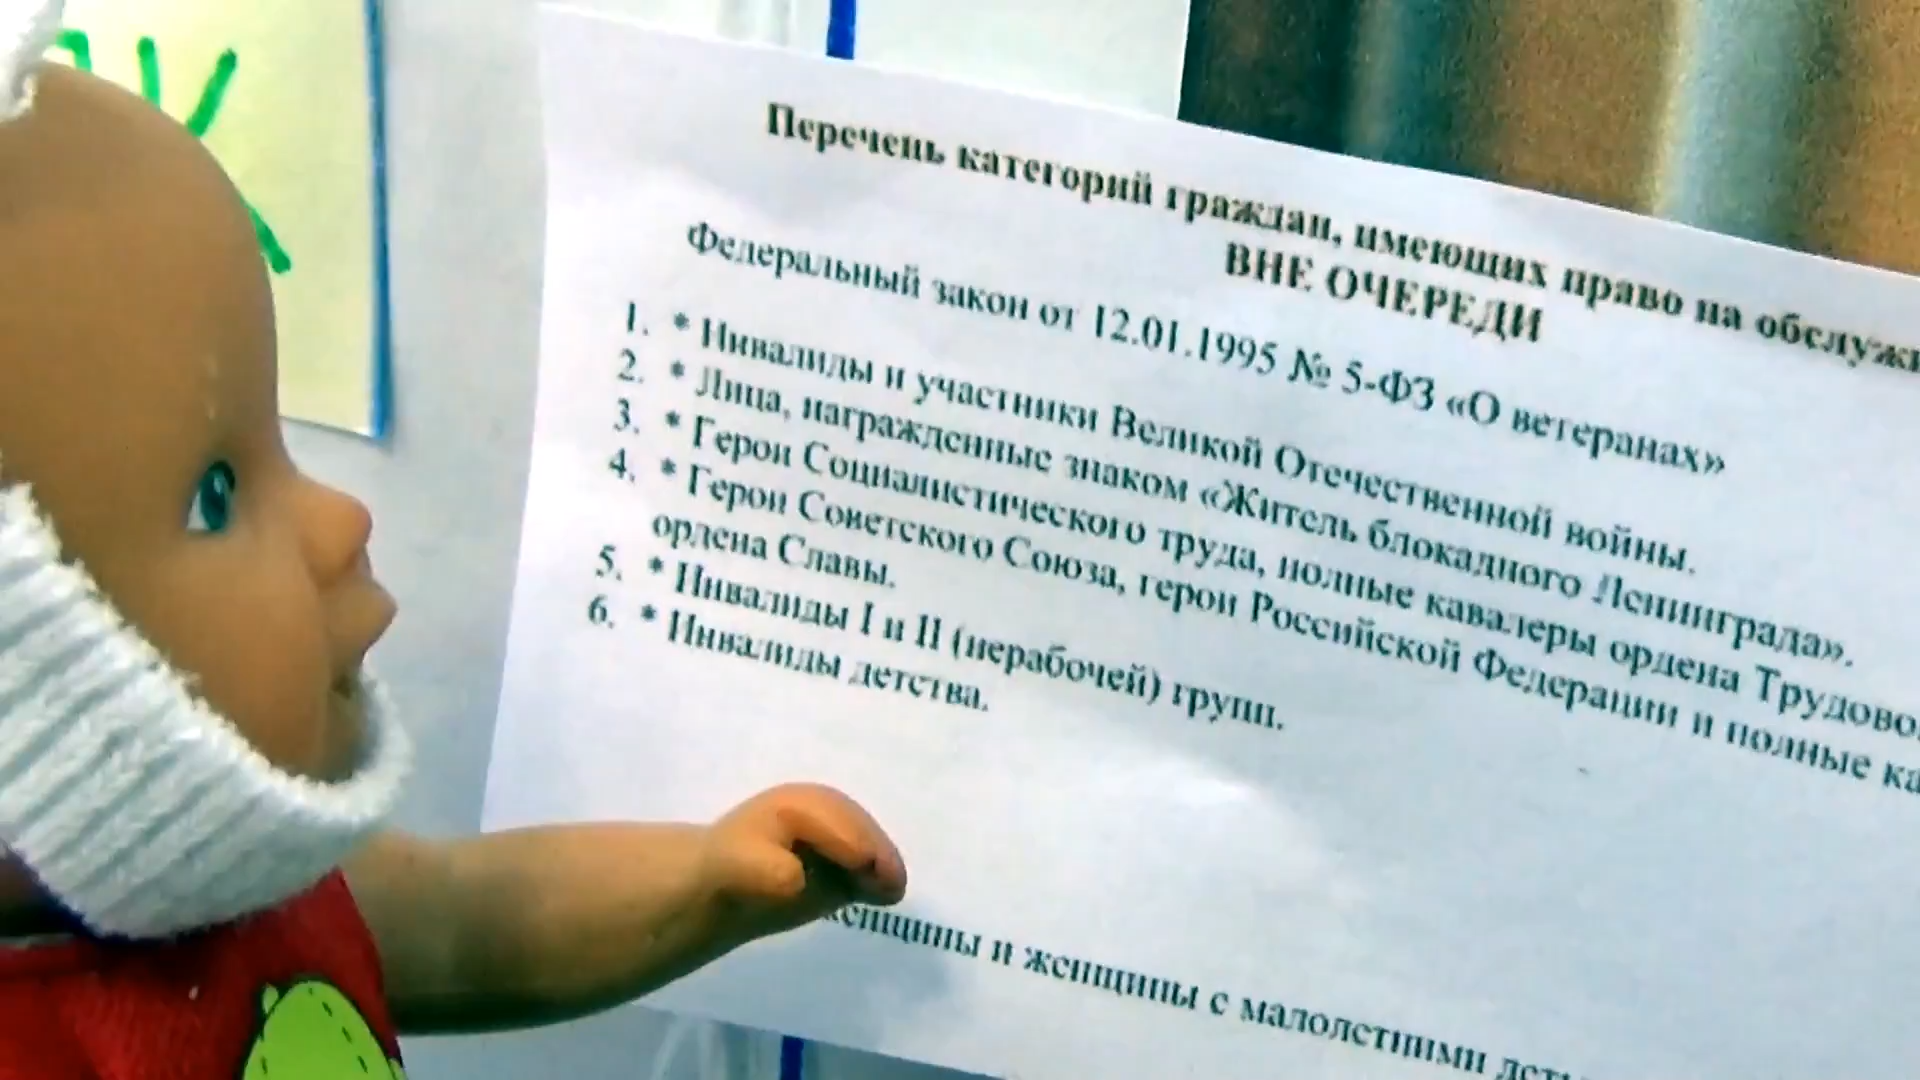 Перечень категорий граждан, имеющих право на обслужи
ВНЕ ОЧЕРЕДИ
Федеральный закон от 12.01.1995 № 5-ФЗ «О ветеранах»
1. * Инвалиды и участники Великой Отечественной войны.
2. * Лица, награжденные знаком «Житель блокадного Ленинграда».
3. * Герои Социалистического труда, полные кавалеры ордена Трудово
4. * Герои Советского Союза, герои Российской Федерации и полные ка
ордена Славы.
5. * Инвалиды I и II (нерабочей) групп.
6. * Инвалиды детства.
женщины и женщины с малолетними